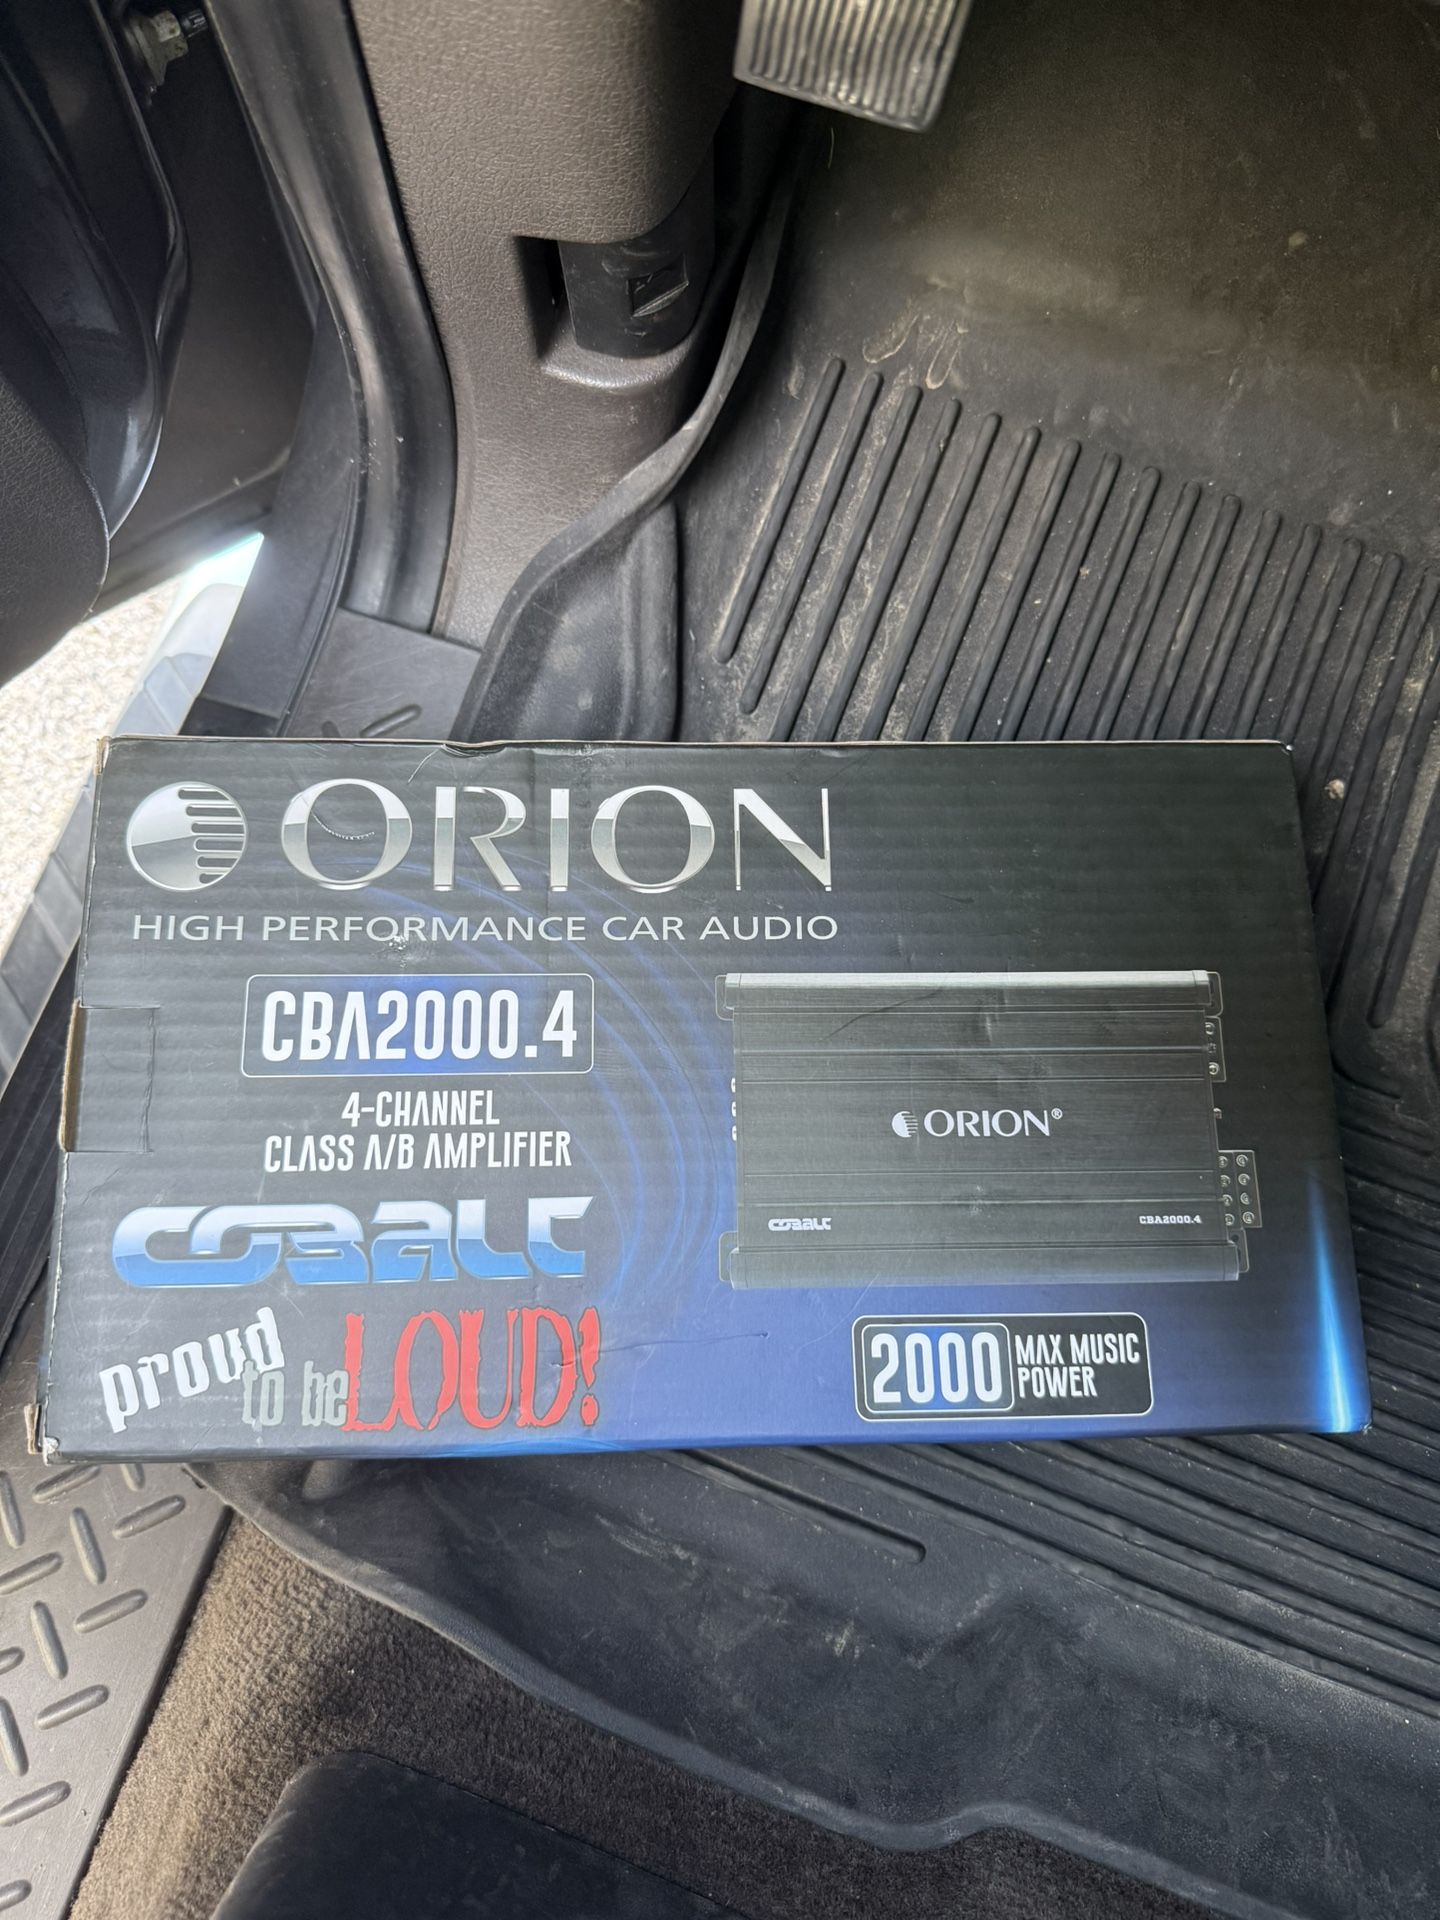 ORION
HIGH PERFORMANCE CAR AUDIO
CBA2000.4
4-CHANNEL
CLASS A/B AMPLIFIER
COBALT
proud
to be LOUD!
ORION®
COBALT
CBA2000.4
2000 MAX MUSIC
POWER